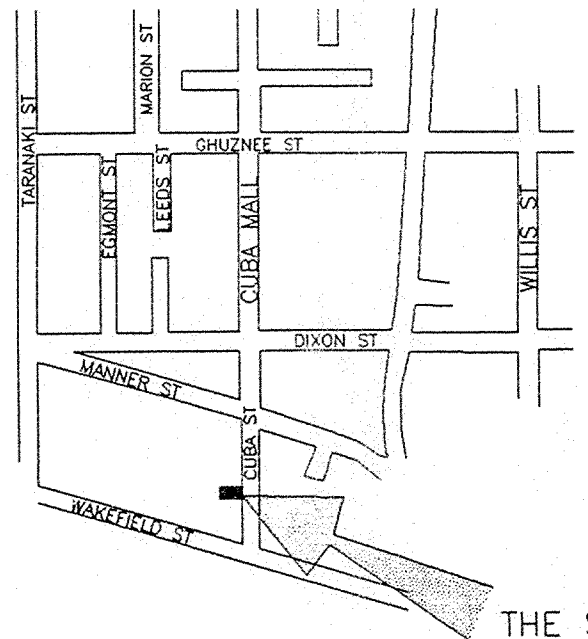 TARANAKI ST
MARION ST
GHUZNEE ST
EGMONT ST
LEEDS ST
CUBA MALL
WILLIS ST
DIXON ST
MANNER ST
CUBA ST
WAKEFIELD ST
THE